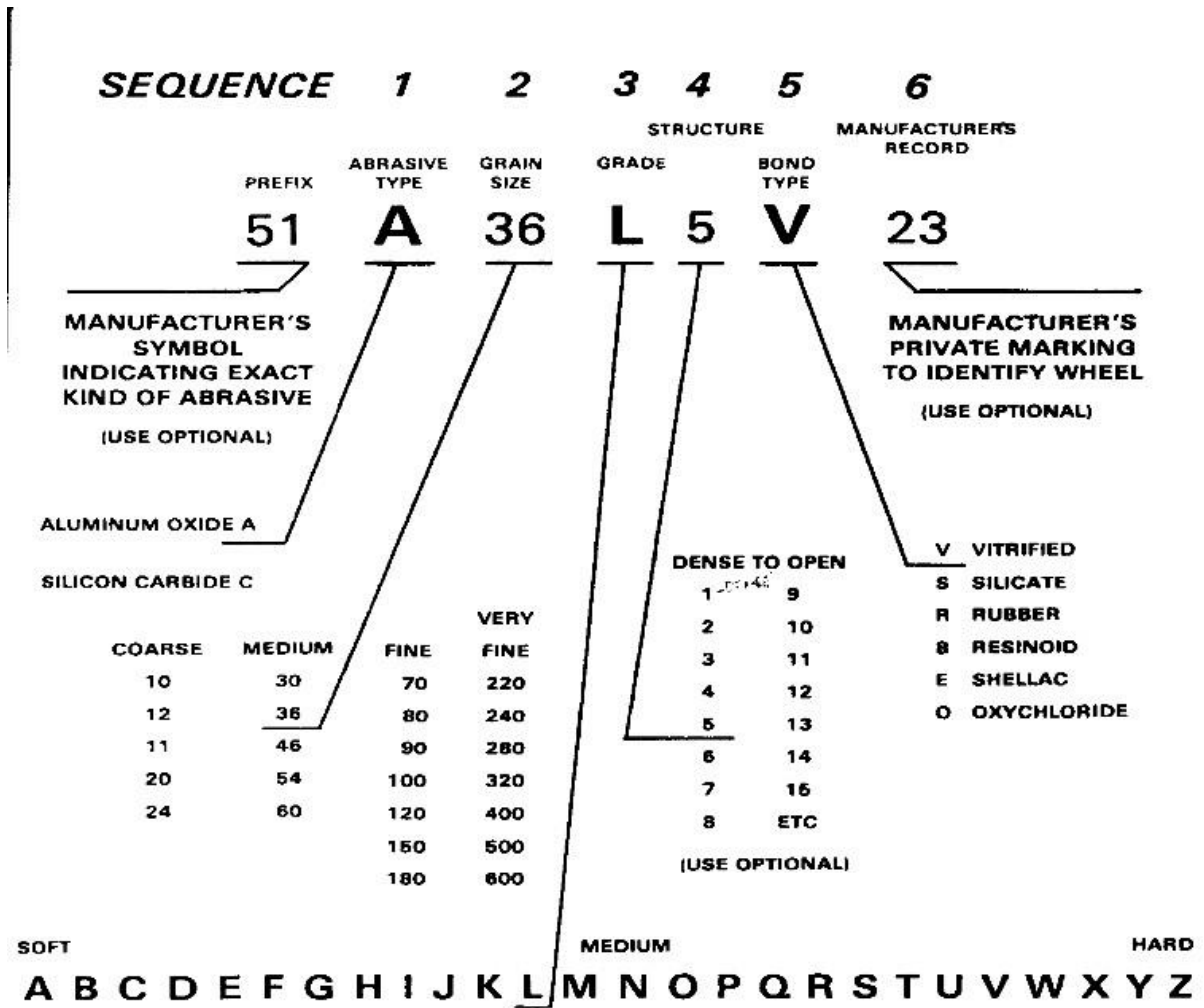 SEQUENCE 1 2 3 4 5 6
STRUCTURE MANUFACTURER'S
RECORD
PREFIX ABRASIVE TYPE GRAIN SIZE GRADE BOND TYPE
51 A 36 L 5 V 23
MANUFACTURER'S
SYMBOL
INDICATING EXACT
KIND OF ABRASIVE
(USE OPTIONAL)
MANUFACTURER'S
PRIVATE MARKING
TO IDENTIFY WHEEL
(USE OPTIONAL)
ALUMINUM OXIDE A
SILICON CARBIDE C
COARSE MEDIUM FINE VERY FINE
10 30 70 220
12 36 80 240
11 46 90 280
20 54 100 320
24 60 120 400
150 500
180 600
DENSE TO OPEN
1 9
2 10
3 11
4 12
5 13
6 14
7 15
8 ETC
(USE OPTIONAL)
V VITRIFIED
S SILICATE
R RUBBER
B RESINOID
E SHELLAC
O OXYCHLORIDE
SOFT MEDIUM HARD
A B C D E F G H I J K L M N O P Q R S T U V W X Y Z